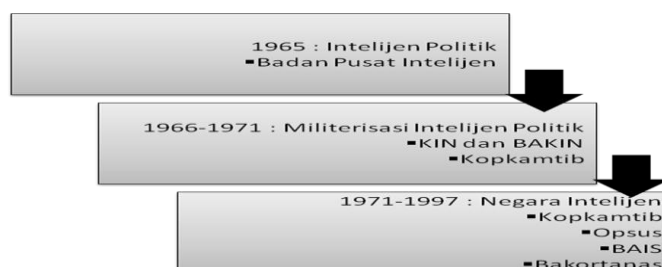 1965 : Intelijen Politik
▪Badan Pusat Intelijen
1966-1971 : Militerisasi Intelijen Politik
▪KIN dan BAKIN
▪Kopkamtib
1971-1997 : Negara Intelijen
▪Kopkamtib
▪Opsus
▪BAIS
▪Bakortanas